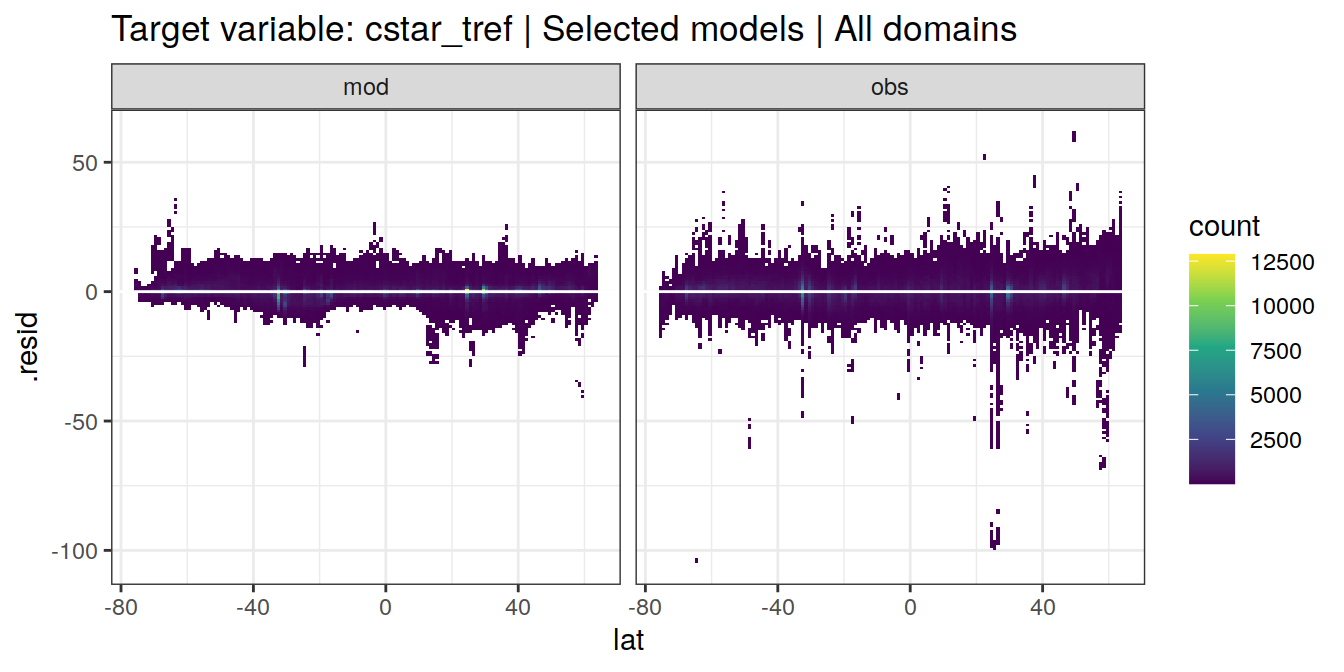 Target variable: cstar_tref | Selected models | All domains
mod
obs
50
0
-50
-100
.resid
-80
-40
0
40
-80
-40
0
40
lat
count
12500
10000
7500
5000
2500